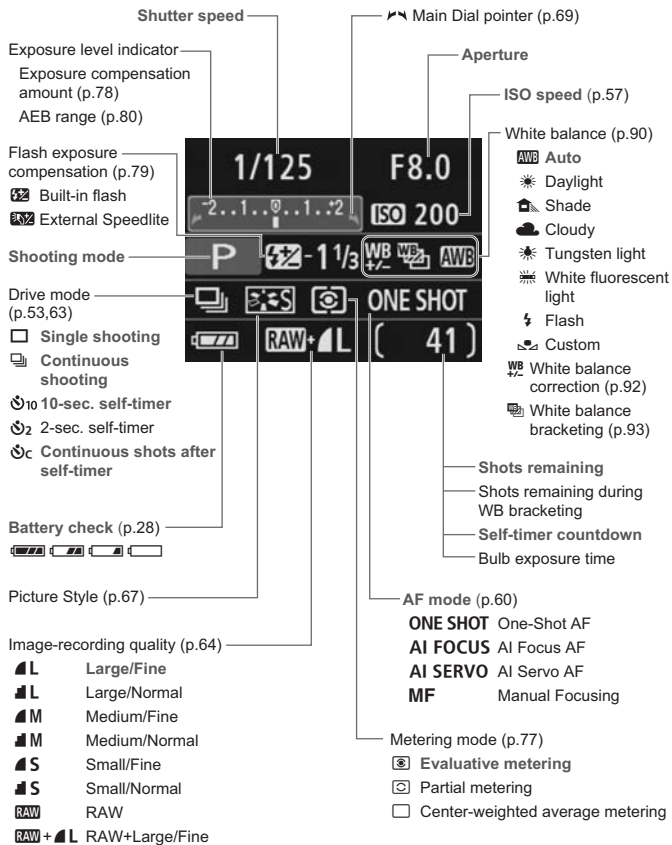 Shutter speed
Main Dial pointer (p.69)
Exposure level indicator
Exposure compensation
amount (p.78)
AEB range (p.80)
Aperture
ISO speed (p.57)
Flash exposure
compensation (p.79)
Built-in flash
External Speedlite
Shooting mode
Drive mode
(p.53,63)
Single shooting
Continuous
shooting
10 10-sec. self-timer
2 2-sec. self-timer
C Continuous shots after
self-timer
Battery check (p.28)
Picture Style (p.67)
Image-recording quality (p.64)
L Large/Fine
L Large/Normal
M Medium/Fine
M Medium/Normal
S Small/Fine
S Small/Normal
RAW RAW
RAW + L RAW+Large/Fine
1/125 F8.0
-2..1..0..1..+2 ISO 200
P -1 1/3 WB +/- WB AWB
S ONE SHOT
RAW+ L [ 41 ]
White balance (p.90)
AWB Auto
Daylight
Shade
Cloudy
Tungsten light
White fluorescent
light
Flash
Custom
WB +/- White balance
correction (p.92)
WB White balance
bracketing (p.93)
Shots remaining
Shots remaining during
WB bracketing
Self-timer countdown
Bulb exposure time
AF mode (p.60)
ONE SHOT One-Shot AF
AI FOCUS AI Focus AF
AI SERVO AI Servo AF
MF Manual Focusing
Metering mode (p.77)
Evaluative metering
Partial metering
Center-weighted average metering